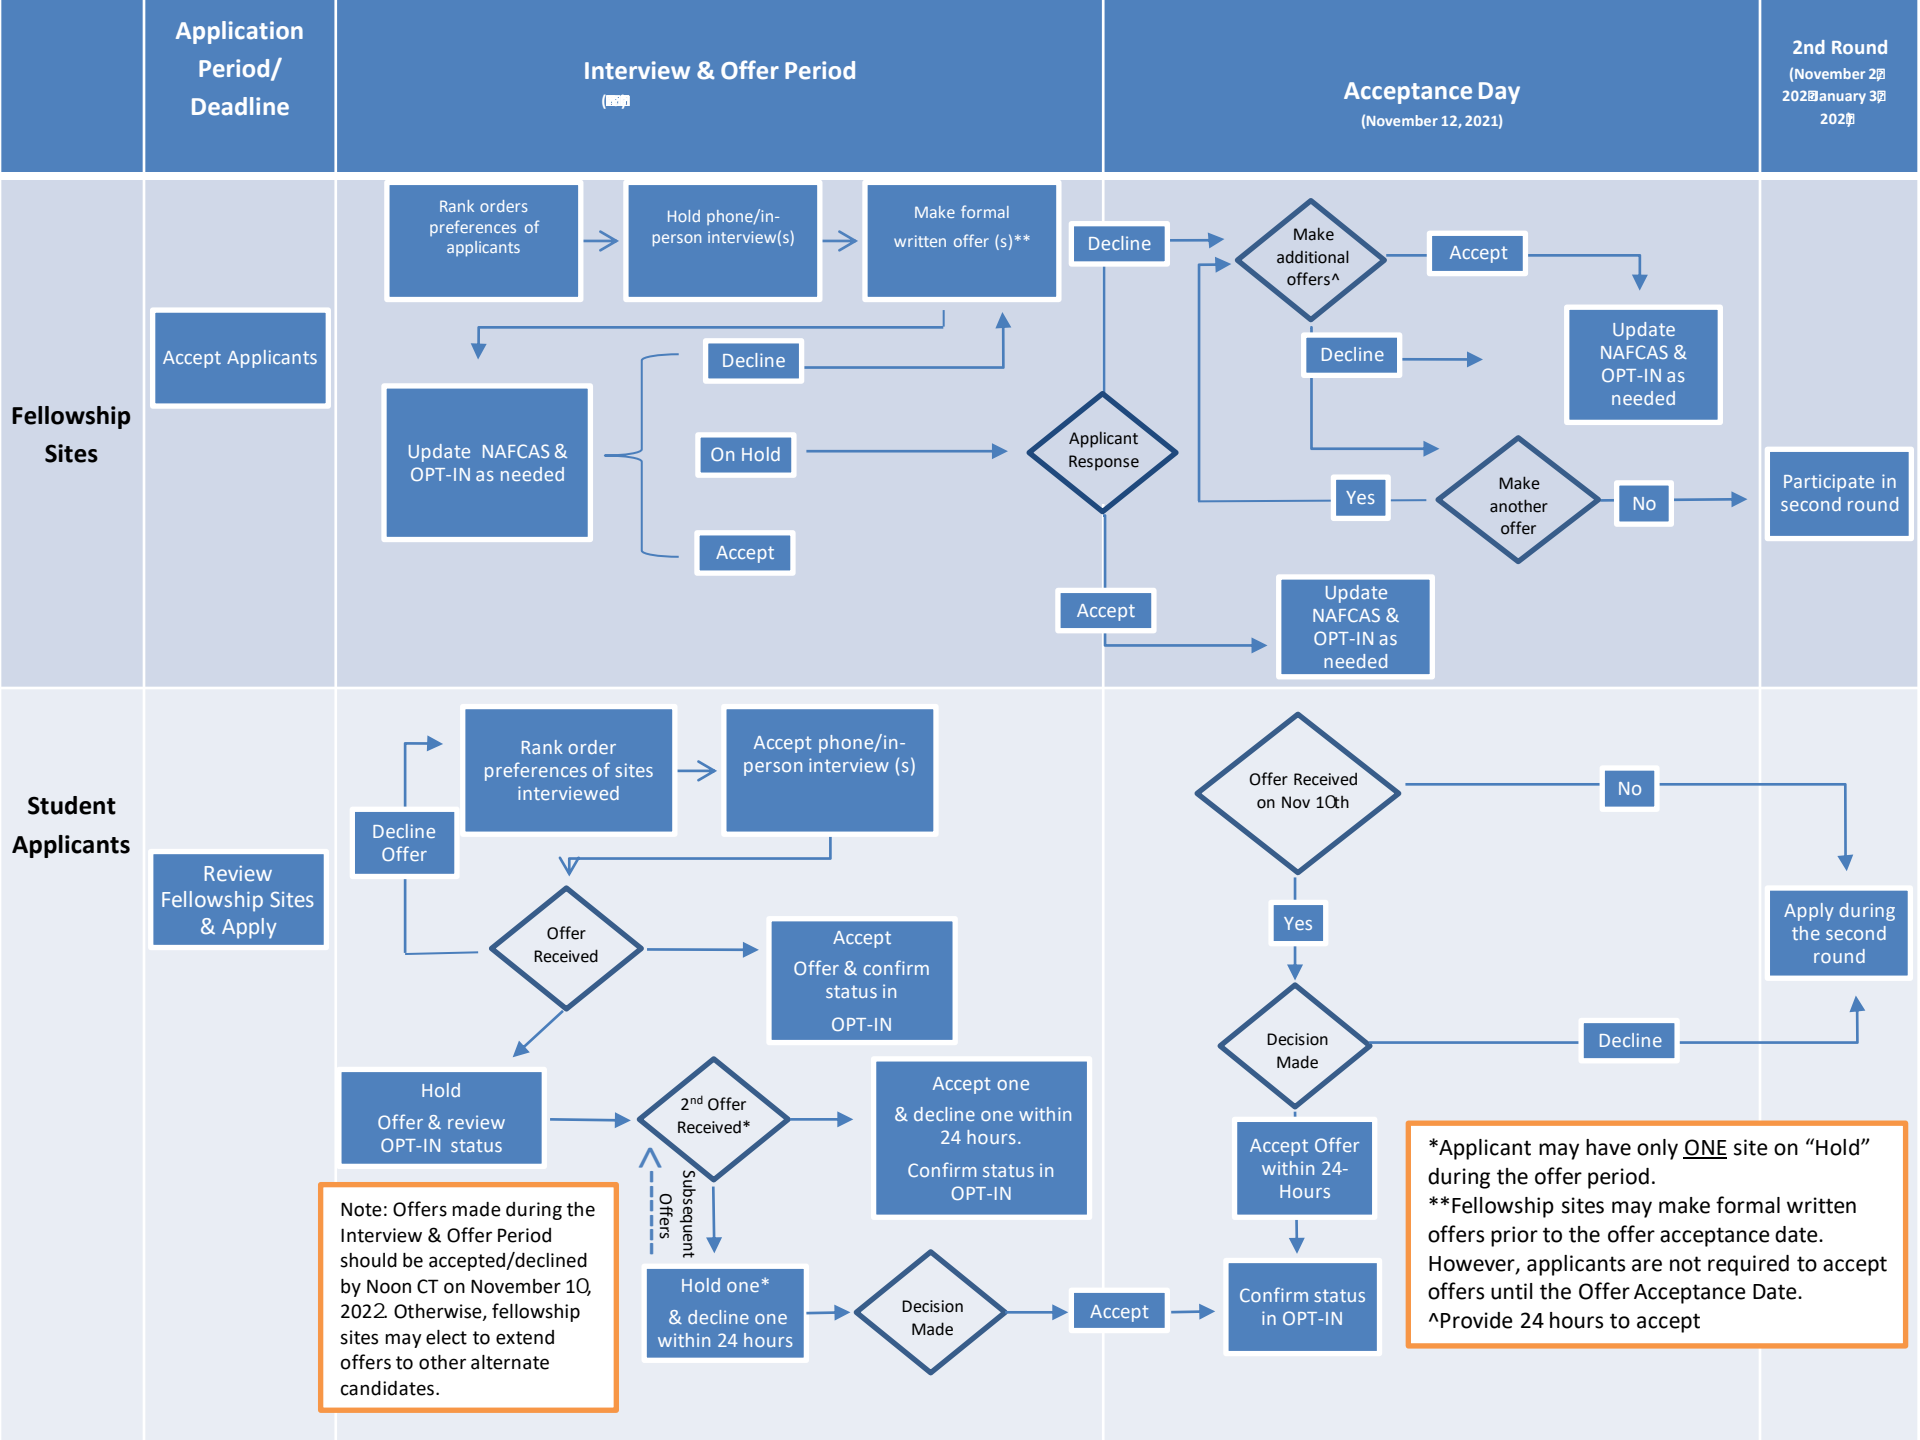 Application
Period/
Deadline
Interview & Offer Period
Acceptance Day
(November 12, 2021)
2nd Round
(November
Fellowship
Sites
Accept Applicants
Rank orders
preferences of
applicants
Hold phone/in-
person interview(s)
Make formal
written offer (s)**
Update NAFCAS &
OPT-IN as needed
Decline
On Hold
Accept
Applicant
Response
Decline
Accept
Make
additional
offers^
Accept
Update
NAFCAS &
OPT-IN as
needed
Decline
Make
another
offer
Yes
No
Participate in
second round
Update
NAFCAS &
OPT-IN as
needed
Student
Applicants
Review
Fellowship Sites
& Apply
Rank order
preferences of sites
interviewed
Accept phone/in-
person interview (s)
Decline
Offer
Offer
Received
Accept
Offer & confirm
status in
OPT-IN
Hold
Offer & review
OPT-IN status
2nd Offer
Received*
Accept one
& decline one within
24 hours.
Confirm status in
OPT-IN
Subsequent
Offers
Hold one*
& decline one
within 24 hours
Decision
Made
Accept
Offer Received
on Nov 10th
No
Yes
Decision
Made
Decline
Apply during
the second
round
Accept Offer
within 24-
Hours
Confirm status
in OPT-IN
Note: Offers made during the
Interview & Offer Period
should be accepted/declined
by Noon CT on November 10,
2022. Otherwise, fellowship
sites may elect to extend
offers to other alternate
candidates.
*Applicant may have only ONE site on “Hold”
during the offer period.
**Fellowship sites may make formal written
offers prior to the offer acceptance date.
However, applicants are not required to accept
offers until the Offer Acceptance Date.
^Provide 24 hours to accept